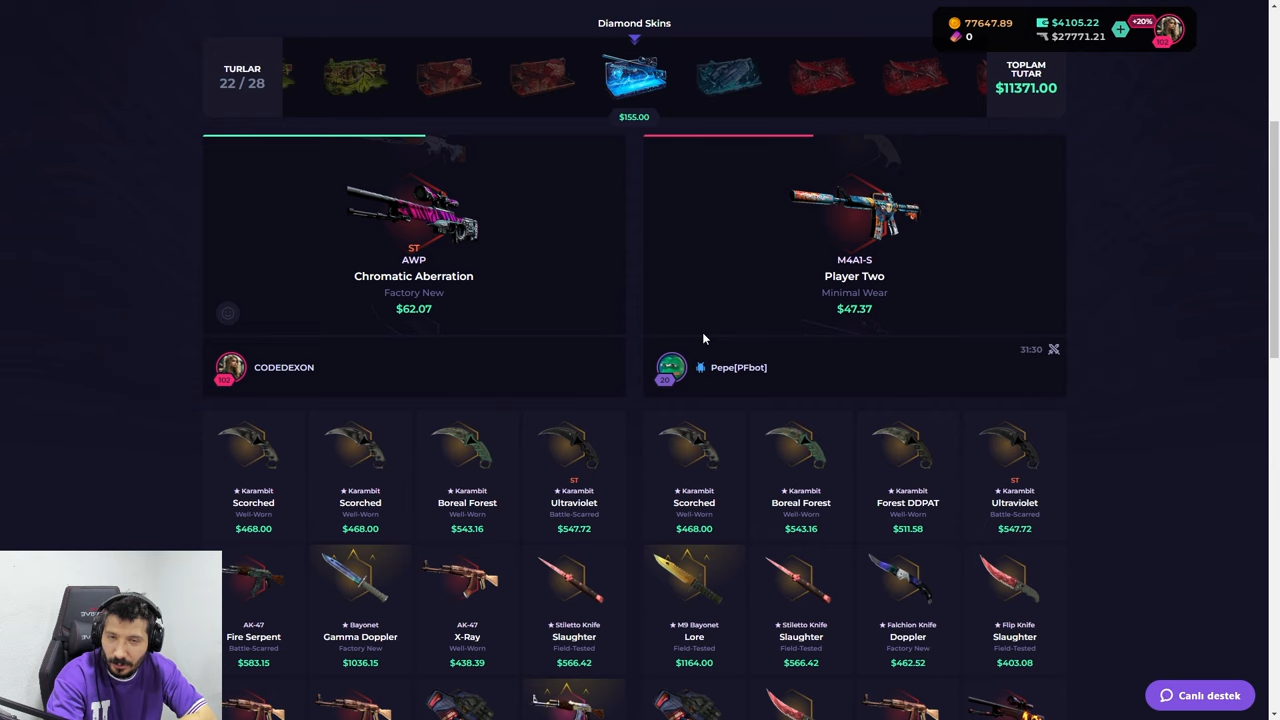 Diamond Skins
77647.89
$4105.22
+20%
0
$27771.21
102
TURLAR
22 / 28
TOPLAM
TUTAR
$11371.00
$155.00
ST
AWP
Chromatic Aberration
Factory New
$62.07
M4A1-S
Player Two
Minimal Wear
$47.37
102
CODEDEXON
20
Pepe[PFbot]
31:30
★ Karambit
Scorched
Well-Worn
$468.00
★ Karambit
Scorched
Well-Worn
$468.00
★ Karambit
Boreal Forest
Well-Worn
$543.16
ST
★ Karambit
Ultraviolet
Battle-Scarred
$547.72
★ Karambit
Scorched
Well-Worn
$468.00
★ Karambit
Boreal Forest
Well-Worn
$543.16
★ Karambit
Forest DDPAT
Well-Worn
$511.58
ST
★ Karambit
Ultraviolet
Battle-Scarred
$547.72
AK-47
Fire Serpent
Battle-Scarred
$583.15
★ Bayonet
Gamma Doppler
Factory New
$1036.15
AK-47
X-Ray
Well-Worn
$438.39
★ Stiletto Knife
Slaughter
Field-Tested
$566.42
★ M9 Bayonet
Lore
Field-Tested
$1164.00
★ Stiletto Knife
Slaughter
Field-Tested
$566.42
★ Falchion Knife
Doppler
Factory New
$462.52
★ Flip Knife
Slaughter
Field-Tested
$403.08
Canlı destek